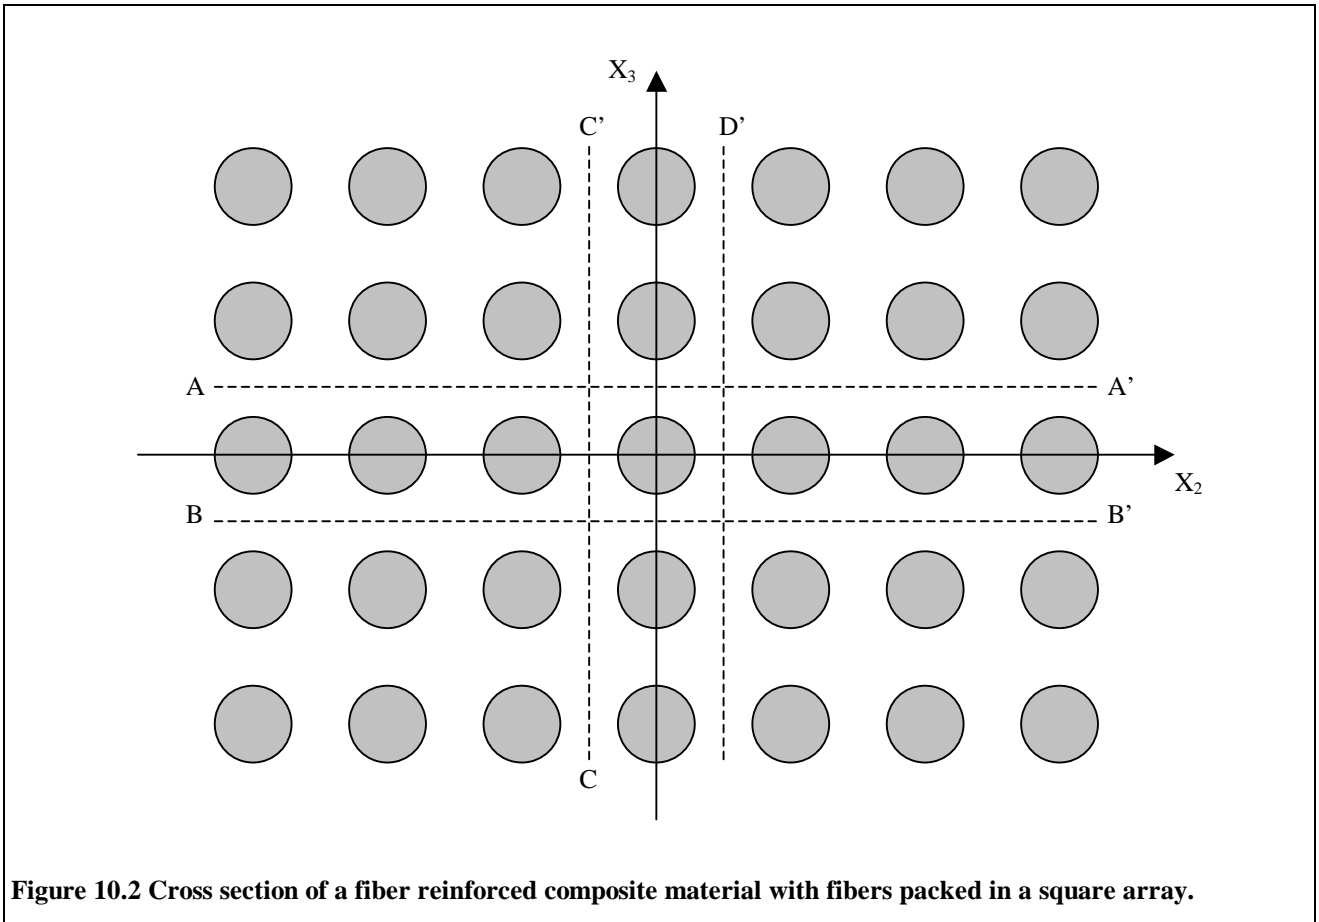 X3
C’ D’
A A’
X2
B B’
C
Figure 10.2 Cross section of a fiber reinforced composite material with fibers packed in a square array.